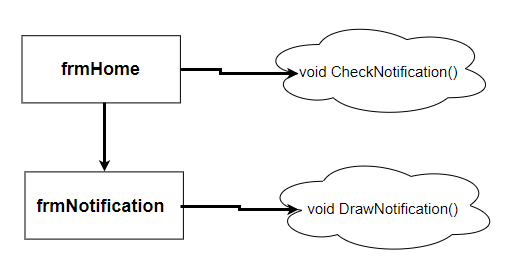 frmHome
void CheckNotification()
frmNotification
void DrawNotification()